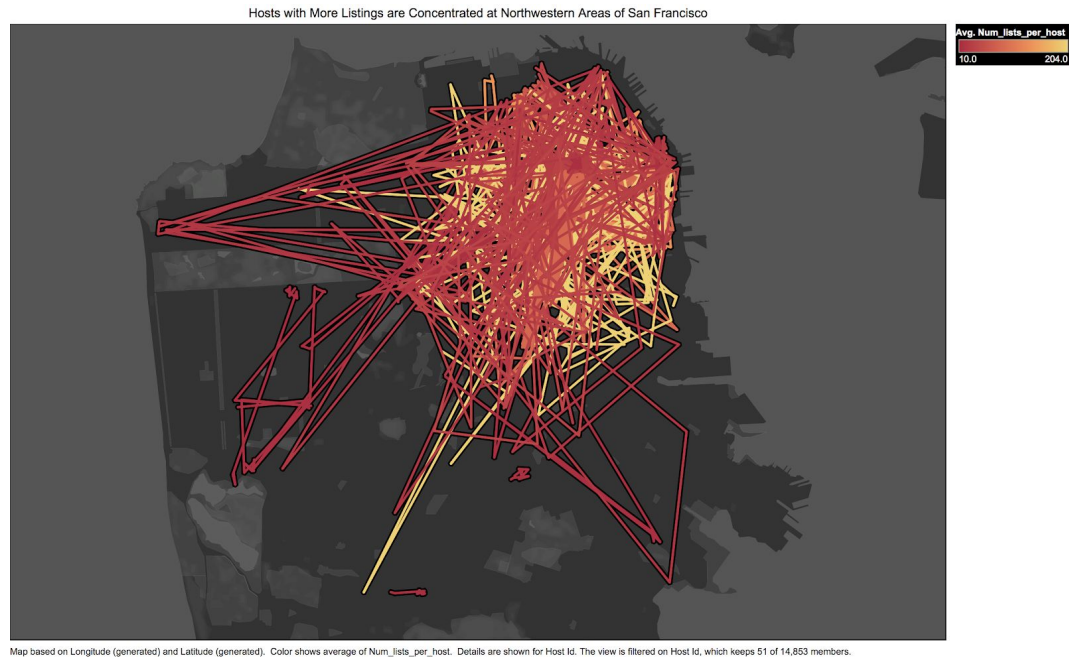 Hosts with More Listings are Concentrated at Northwestern Areas of San Francisco
Avg. Num_lists_per_host
10.0 204.0
Map based on Longitude (generated) and Latitude (generated). Color shows average of Num_lists_per_host. Details are shown for Host Id. The view is filtered on Host Id, which keeps 51 of 14,853 members.